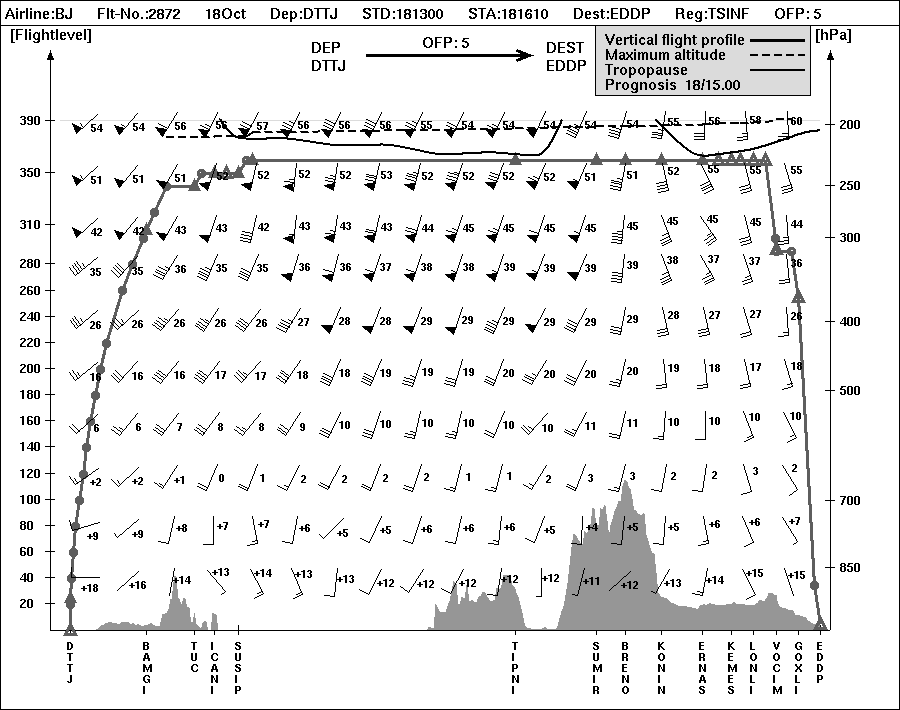 Airline:BJ Flt-No.:2872 18Oct Dep:DTTJ STD:181300 STA:181610 Dest:EDDP Reg:TSINF OFP: 5
[Flightlevel] [hPa]
DEP OFP: 5 DEST
DTTJ EDDP
Vertical flight profile
Maximum altitude
Tropopause
Prognosis 18/15.00
390 54 54 56 56 57 56 56 56 55 54 54 54 54 54 55 56 58 60 200
350 51 51 51 52 52 52 52 53 52 52 52 52 51 51 52 55 55 55 250
310 42 42 43 43 42 43 43 43 44 45 45 45 45 45 45 45 45 44 300
280 35 35 36 35 35 36 36 37 38 38 39 39 39 39 38 37 37 36
260
240 26 26 26 26 26 27 28 28 29 29 29 29 29 29 28 27 27 26 400
220
200 16 16 16 17 17 18 18 19 19 19 20 20 20 20 19 18 17 18 500
180
160 6 6 7 8 8 9 10 10 10 10 10 10 11 11 10 10 10 10
140
120 +2 +2 +1 0 1 2 2 2 2 1 1 2 3 3 2 2 3 2
100 700
80 +9 +9 +8 +7 +7 +6 +5 +5 +6 +6 +6 +5 +4 +5 +5 +6 +6 +7
60
40 +18 +16 +14 +13 +14 +13 +13 +12 +12 +12 +12 +12 +11 +12 +13 +14 +15 +15 850
20
DTTJ BAMGI TUC ICANI SUSIP TIPNI SUMIR BRENO KONIN ERNAS KEMES LONLI VOCIM GOXLI EDDP